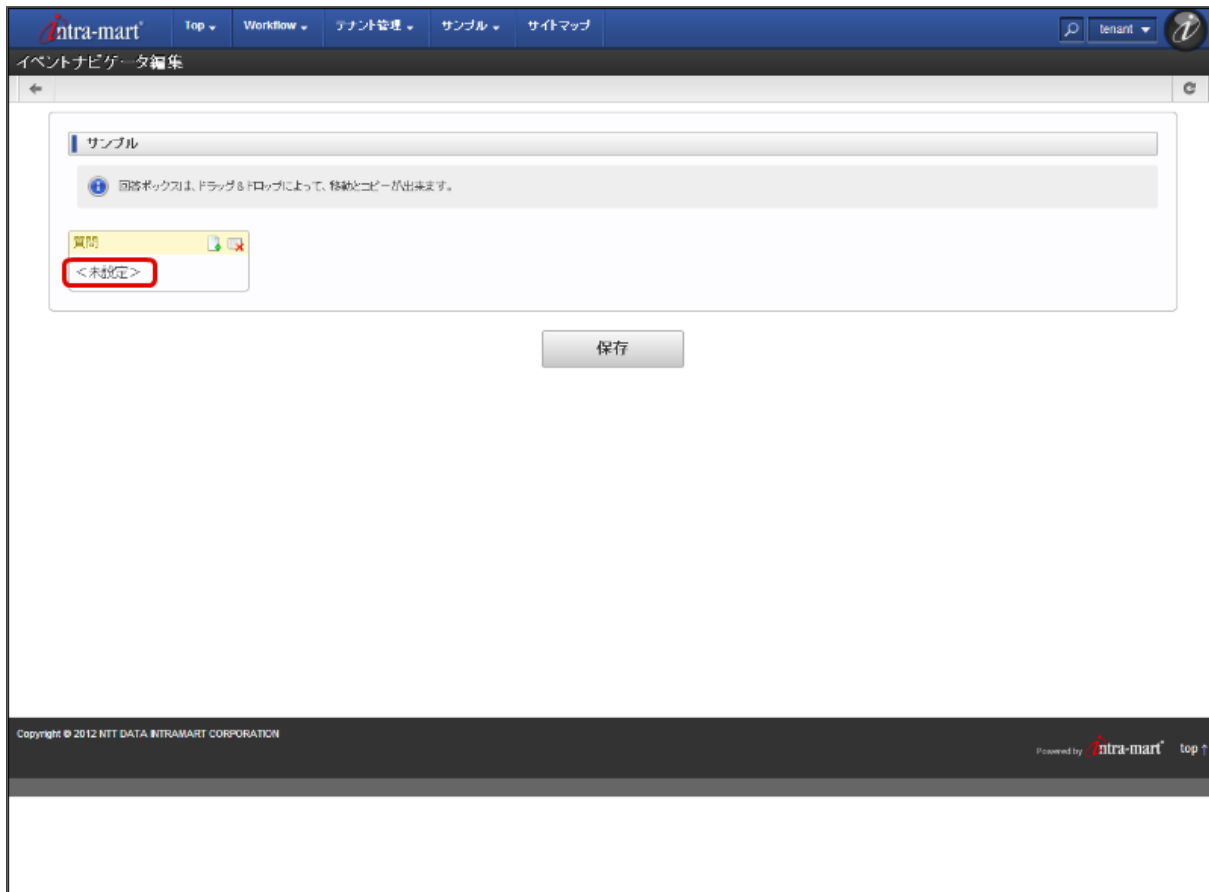 intra-mart Top Workflow テナント管理 サンプル サイトマップ tenant
イベントナビゲータ編集
サンプル
回答ボックスは、ドラッグ&ドロップによって、移動とコピーが出来ます。
質問
<未設定>
保存
Copyright © 2012 NTT DATA INTRAMART CORPORATION
Powered by intra-mart top ↑